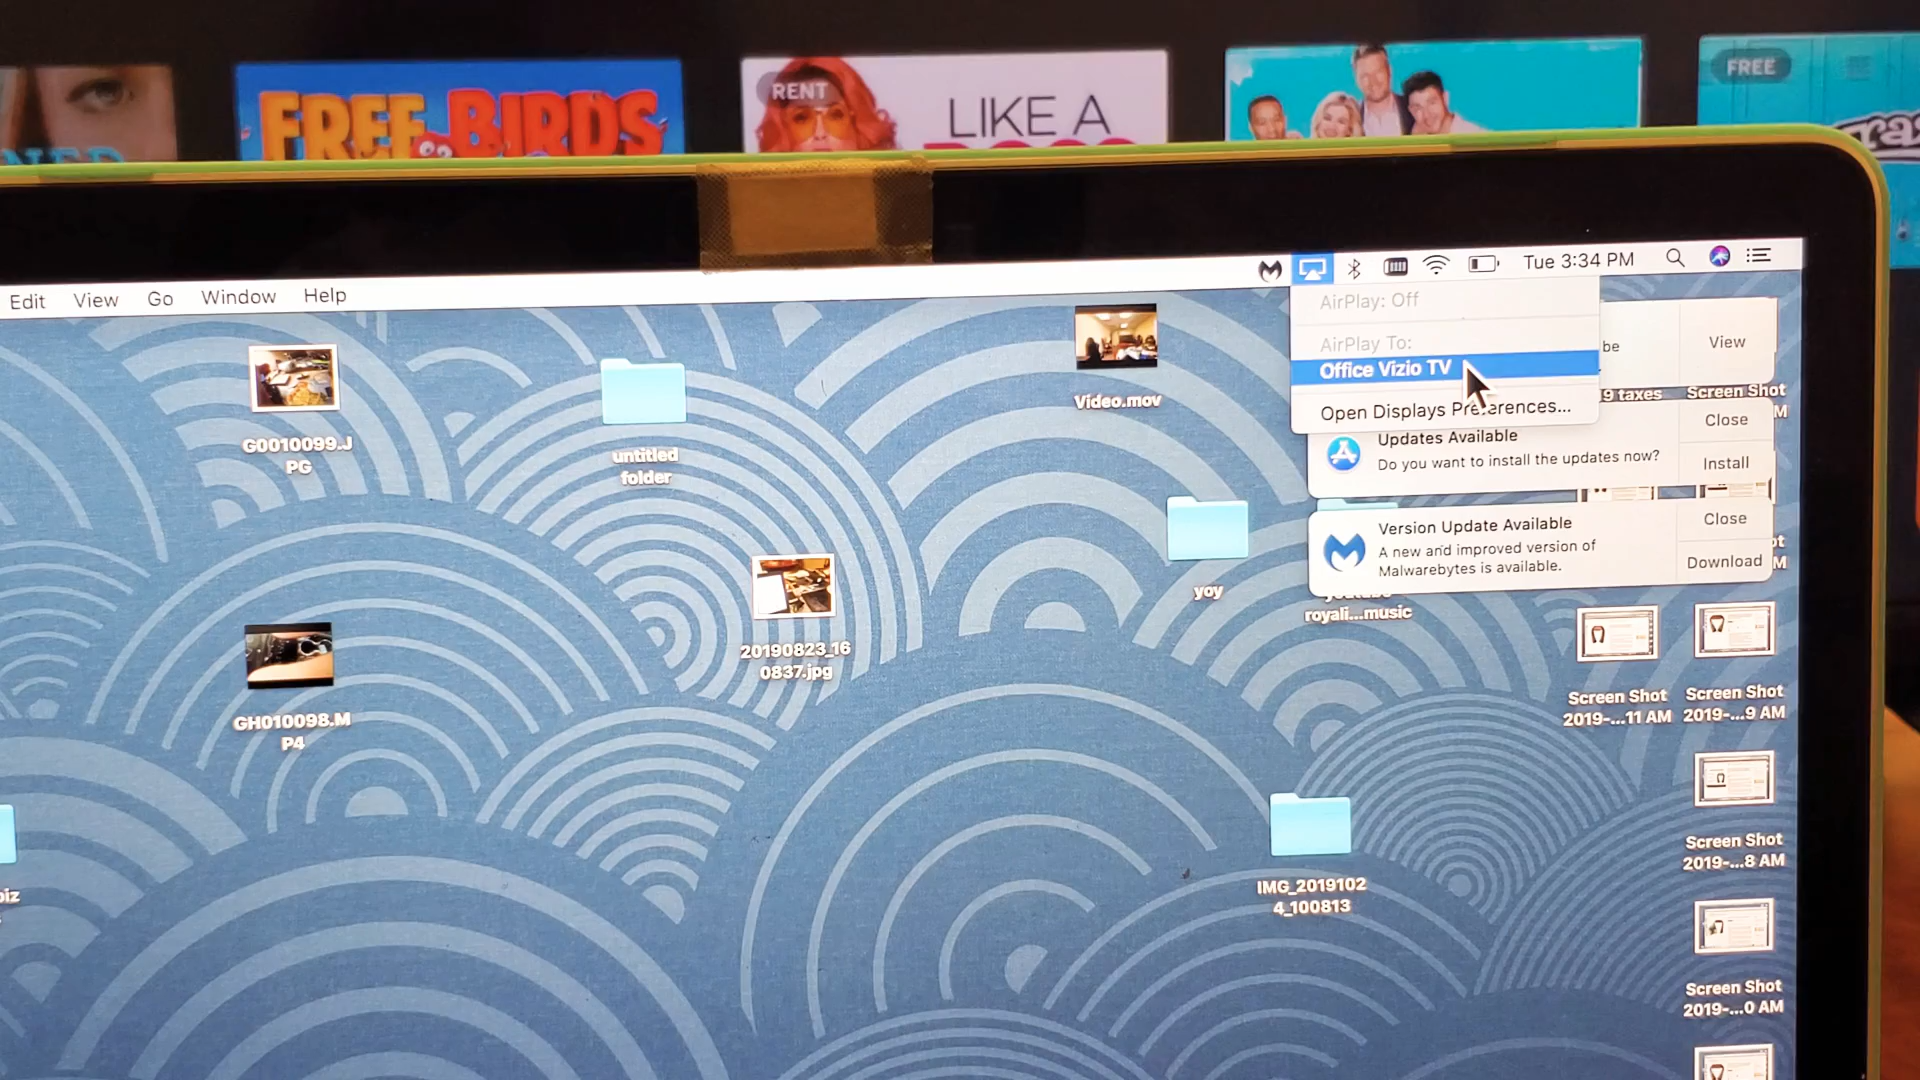 FREE BIRDS
RENT
LIKE A
FREE
Edit View Go Window Help
Tue 3:34 PM
AirPlay: Off
AirPlay To:
Office Vizio TV
Open Displays Preferences...
be
View
9 taxes
Screen Shot
M
Close
Updates Available
Do you want to install the updates now?
Install
Version Update Available
A new and improved version of
Malwarebytes is available.
Close
Download
M
G0010099.J
PG
untitled
folder
Video.mov
yoy
royali...music
20190823_16
0837.jpg
GH010098.M
P4
Screen Shot
2019-...11 AM
Screen Shot
2019-...9 AM
Screen Shot
2019-...8 AM
IMG_2019102
4_100813
Screen Shot
2019-...0 AM